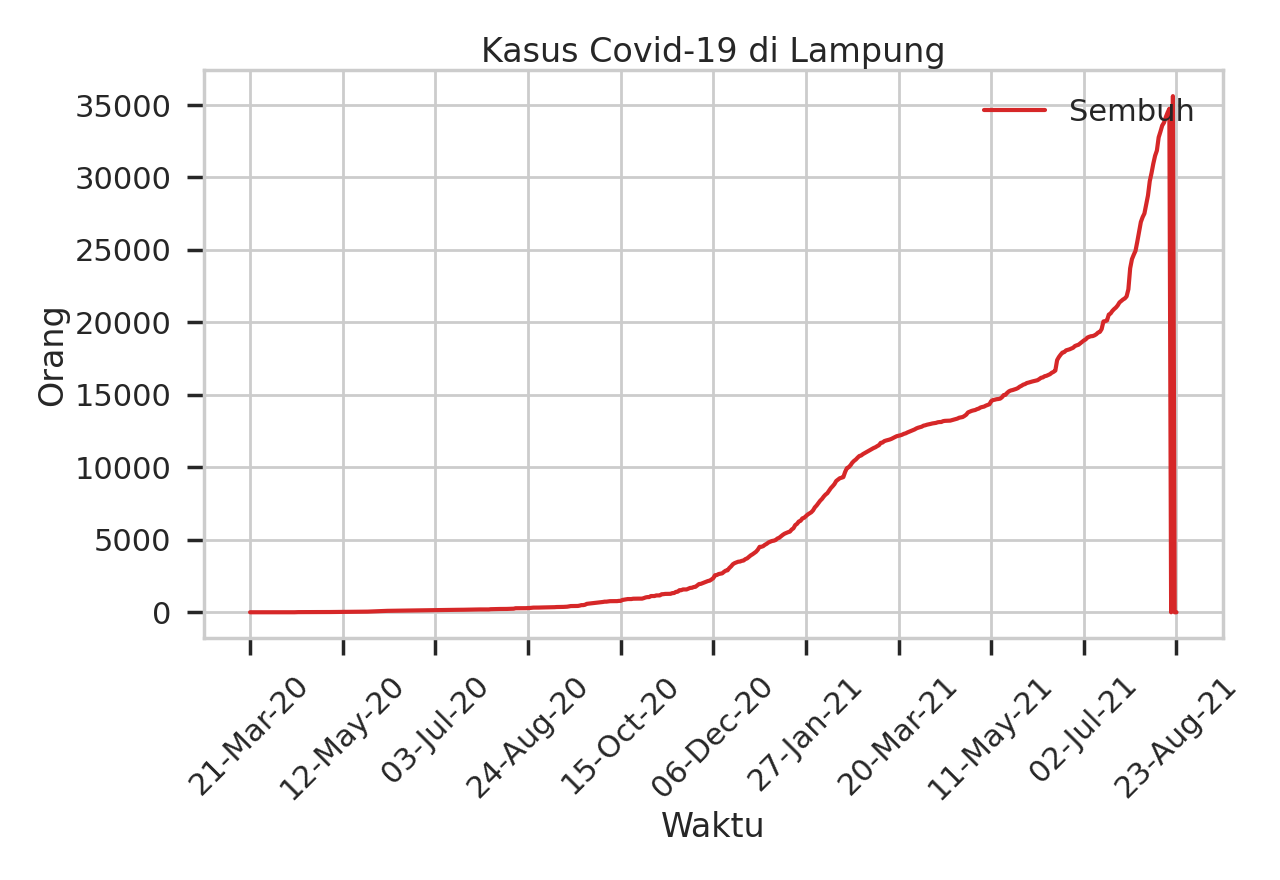 Kasus Covid-19 di Lampung
Sembuh
Orang
35000
30000
25000
20000
15000
10000
5000
0
21-Mar-20
12-May-20
03-Jul-20
24-Aug-20
15-Oct-20
06-Dec-20
27-Jan-21
20-Mar-21
11-May-21
02-Jul-21
23-Aug-21
Waktu